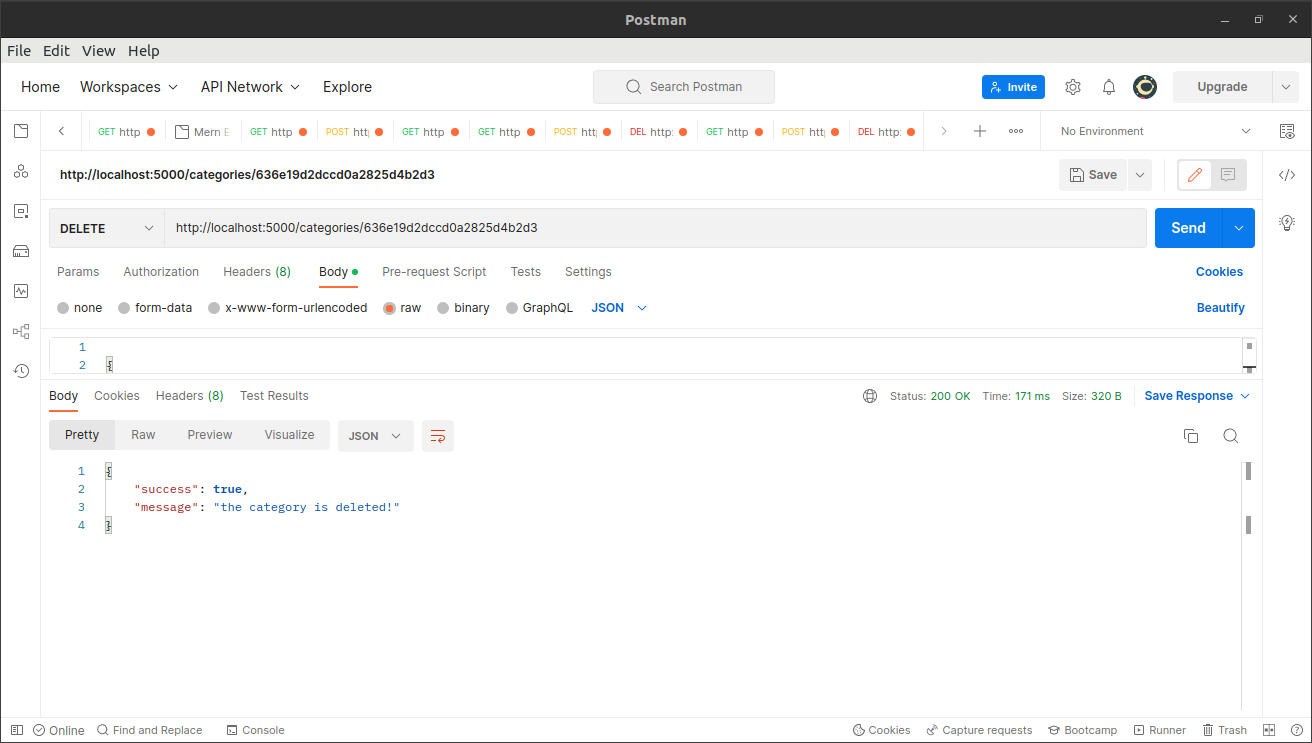 Postman
File Edit View Help
Home Workspaces API Network Explore Search Postman Invite Upgrade
GET http Mern E GET http POST htt GET http GET http POST htt DEL http: GET http POST htt DEL http: No Environment
http://localhost:5000/categories/636e19d2dccd0a2825d4b2d3 Save
DELETE http://localhost:5000/categories/636e19d2dccd0a2825d4b2d3 Send
Params Authorization Headers (8) Body Pre-request Script Tests Settings Cookies
none form-data x-www-form-urlencoded raw binary GraphQL JSON Beautify
1
2 {
Body Cookies Headers (8) Test Results Status: 200 OK Time: 171 ms Size: 320 B Save Response
Pretty Raw Preview Visualize JSON
1 {
2 "success": true,
3 "message": "the category is deleted!"
4 }
Online Find and Replace Console Cookies Capture requests Bootcamp Runner Trash